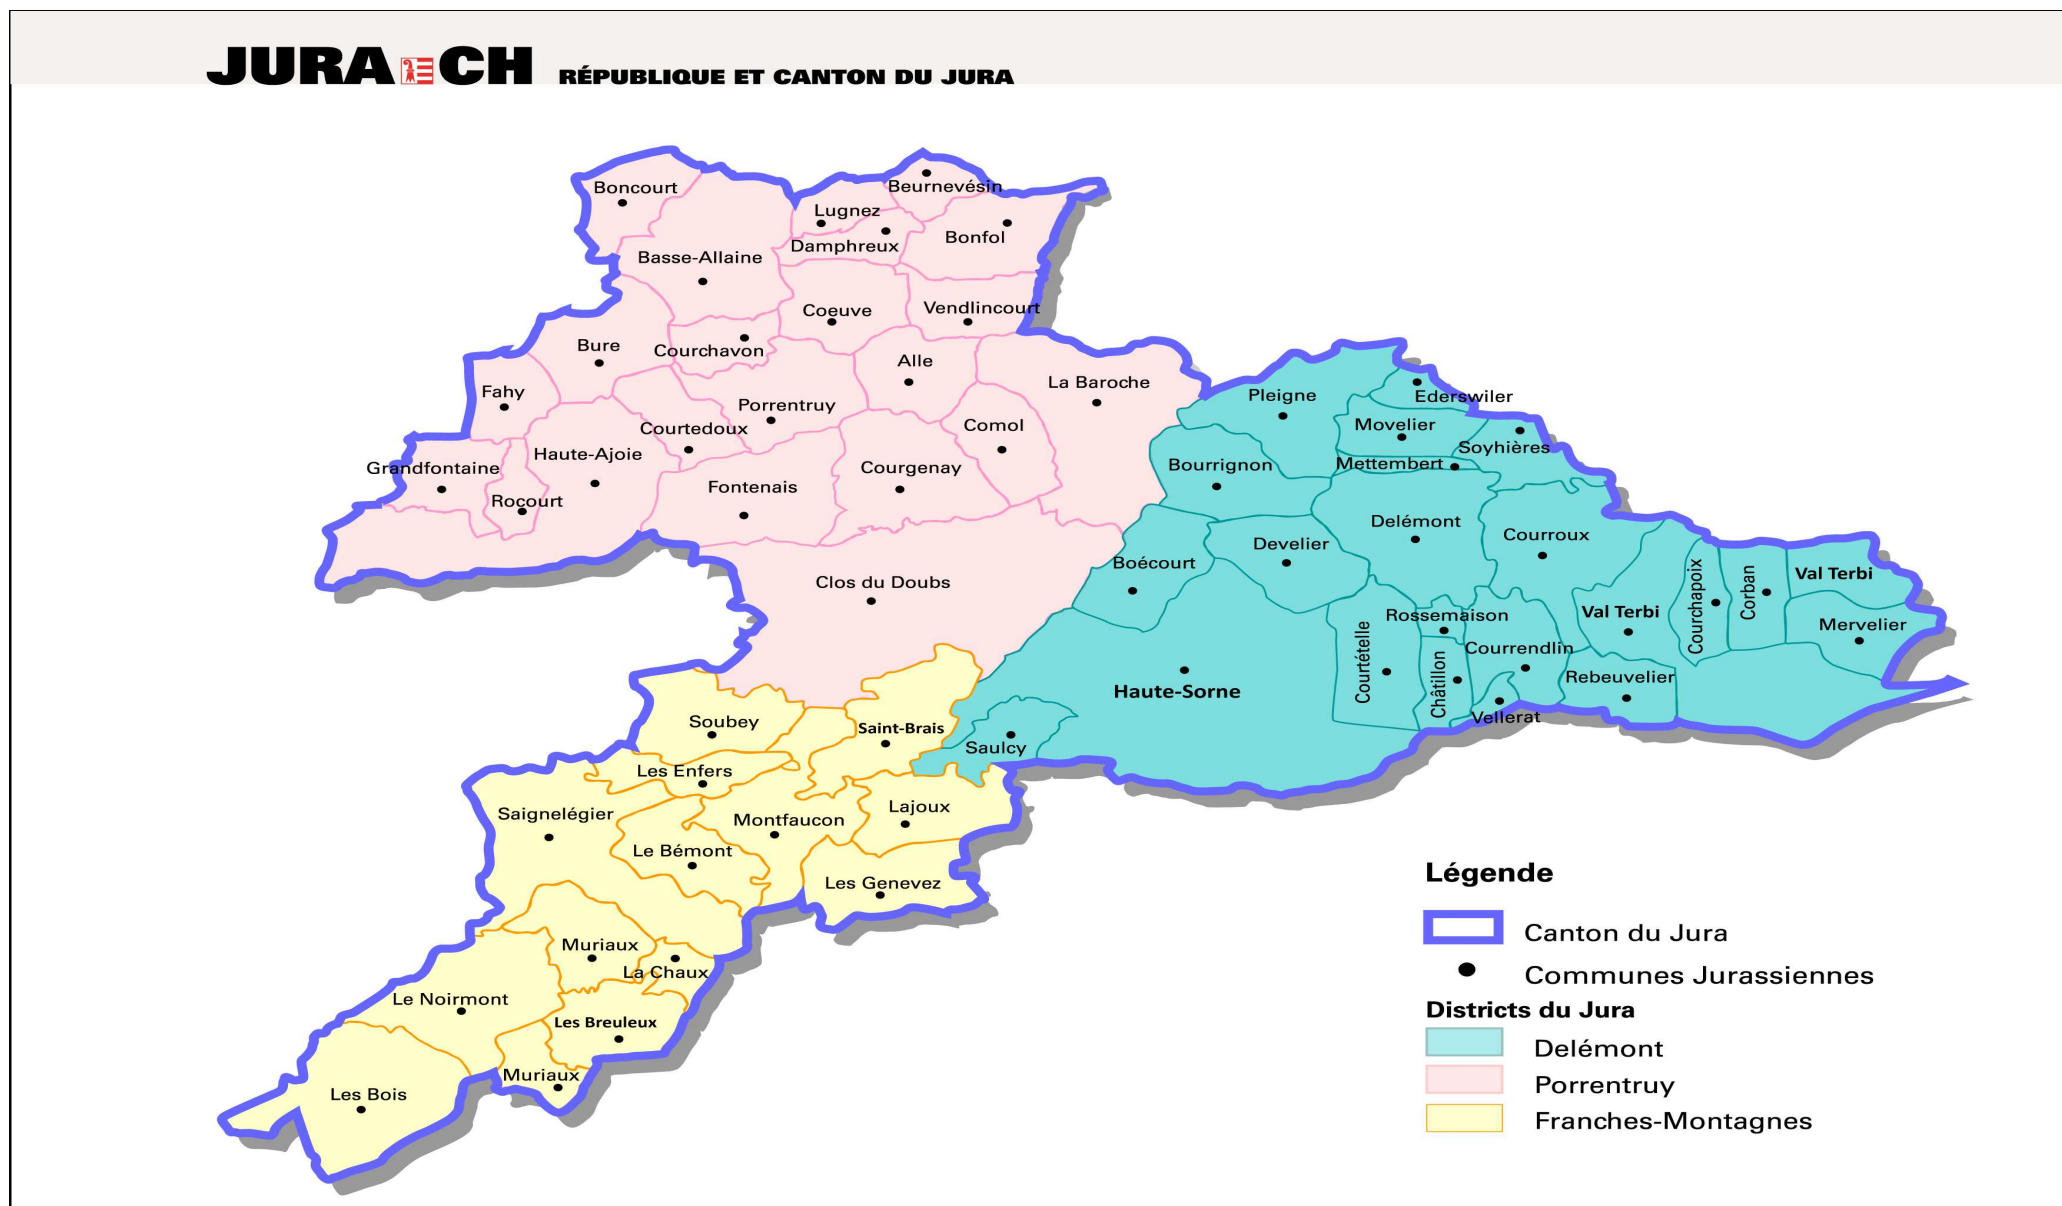 JURA CH RÉPUBLIQUE ET CANTON DU JURA
Boncourt
Beurnevésin
Lugnez
Damphreux
Bonfol
Basse-Allaine
Coeuve
Vendlincourt
Bure
Courchavon
Alle
La Baroche
Fahy
Porrentruy
Courtedoux
Comol
Haute-Ajoie
Grandfontaine
Rocourt
Fontenais
Courgenay
Clos du Doubs
Pleigne
Ederswiler
Movelier
Soyhières
Bourrignon
Mettembert
Delémont
Courroux
Develier
Boécourt
Courchapoix
Corban
Val Terbi
Val Terbi
Mervelier
Rossemaison
Courtételle
Châtillon
Courrendlin
Rebeuvelier
Vellerat
Haute-Sorne
Saulcy
Soubey
Saint-Brais
Les Enfers
Saignelégier
Montfaucon
Lajoux
Le Bémont
Les Genevez
Muriaux
La Chaux
Le Noirmont
Les Breuleux
Muriaux
Les Bois
Légende
Canton du Jura
Communes Jurassiennes
Districts du Jura
Delémont
Porrentruy
Franches-Montagnes